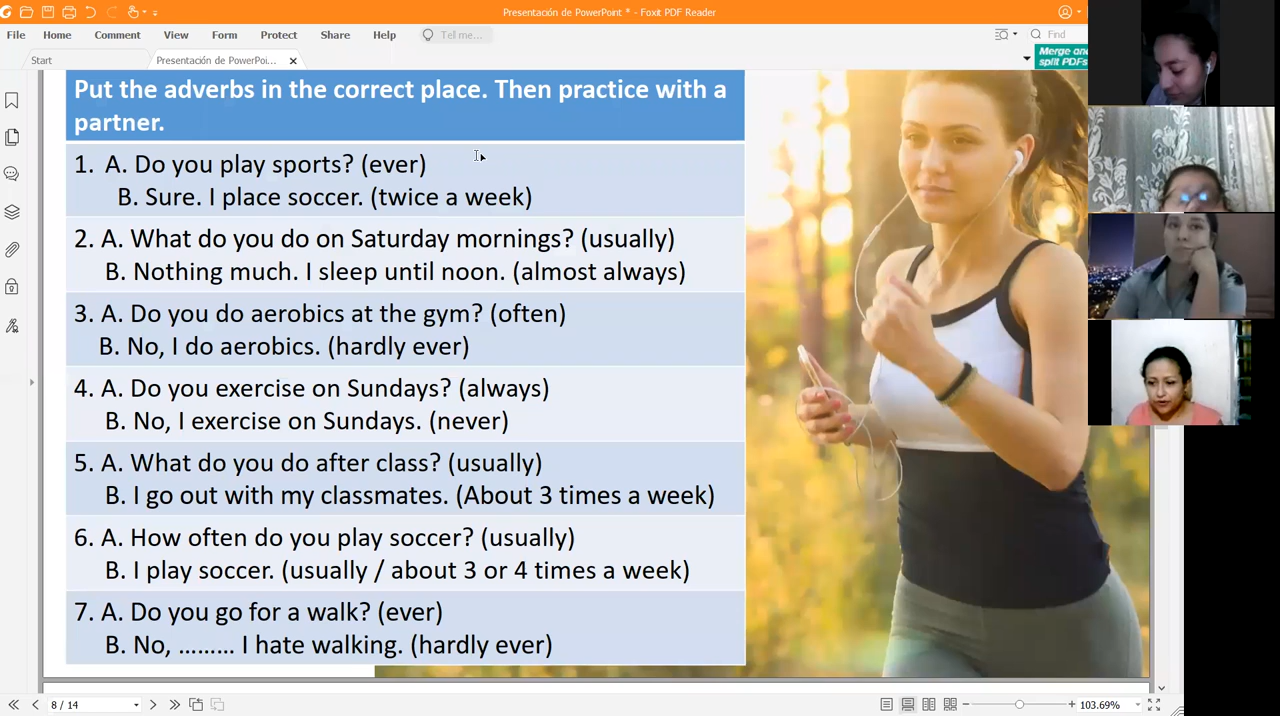 Presentación de PowerPoint * - Foxit PDF Reader
File Home Comment View Form Protect Share Help Tell me... Find
Start Presentación de PowerPoi... Merge and
split PDFs
Put the adverbs in the correct place. Then practice with a
partner.
1. A. Do you play sports? (ever)
B. Sure. I place soccer. (twice a week)
2. A. What do you do on Saturday mornings? (usually)
B. Nothing much. I sleep until noon. (almost always)
3. A. Do you do aerobics at the gym? (often)
B. No, I do aerobics. (hardly ever)
4. A. Do you exercise on Sundays? (always)
B. No, I exercise on Sundays. (never)
5. A. What do you do after class? (usually)
B. I go out with my classmates. (About 3 times a week)
6. A. How often do you play soccer? (usually)
B. I play soccer. (usually / about 3 or 4 times a week)
7. A. Do you go for a walk? (ever)
B. No, ......... I hate walking. (hardly ever)
8 / 14 103.69%